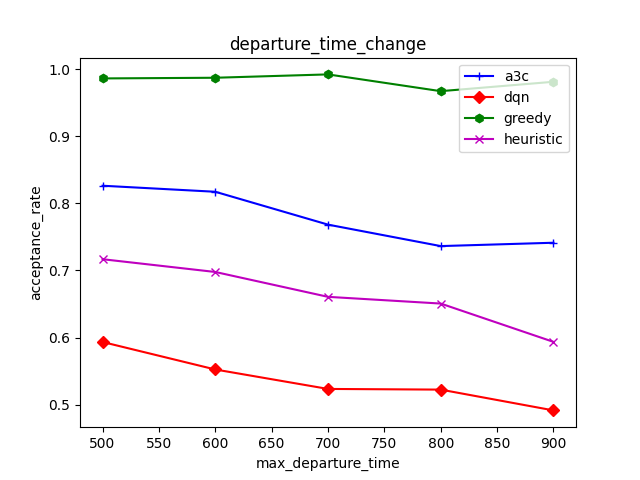 departure_time_change
acceptance_rate
1.0
0.9
0.8
0.7
0.6
0.5
a3c
dqn
greedy
heuristic
500 550 600 650 700 750 800 850 900
max_departure_time